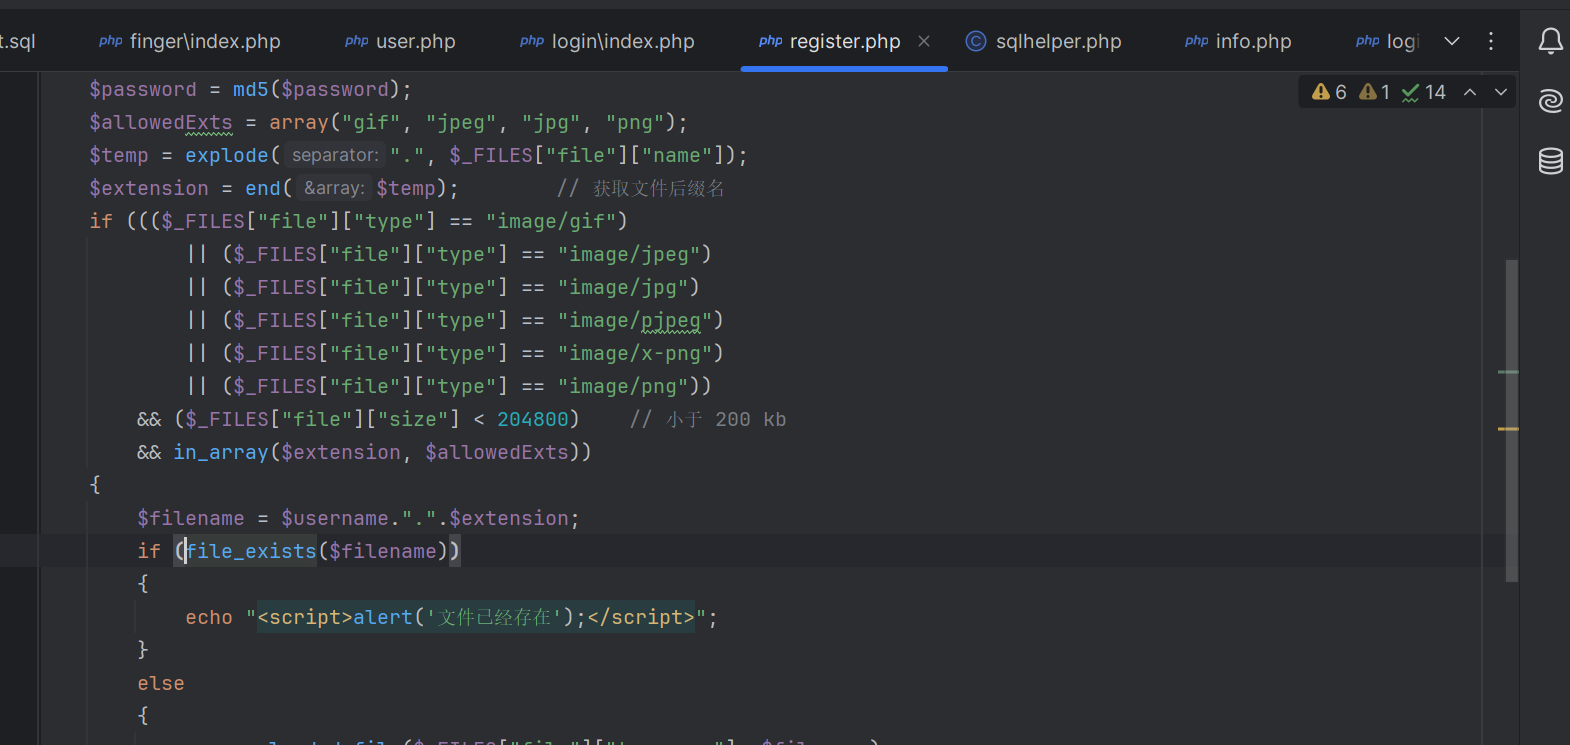 t.sql php finger\index.php php user.php php login\index.php php register.php × C sqlhelper.php php info.php php logi
$password = md5($password); 6 1 14
$allowedExts = array("gif", "jpeg", "jpg", "png");
$temp = explode( separator: ".", $_FILES["file"]["name"]);
$extension = end( &array: $temp); // 获取文件后缀名
if ((($_FILES["file"]["type"] == "image/gif")
|| ($_FILES["file"]["type"] == "image/jpeg")
|| ($_FILES["file"]["type"] == "image/jpg")
|| ($_FILES["file"]["type"] == "image/pjpeg")
|| ($_FILES["file"]["type"] == "image/x-png")
|| ($_FILES["file"]["type"] == "image/png"))
&& ($_FILES["file"]["size"] < 204800) // 小于 200 kb
&& in_array($extension, $allowedExts))
{
$filename = $username.".".$extension;
if (file_exists($filename))
{
echo "<script>alert('文件已经存在');</script>";
}
else
{